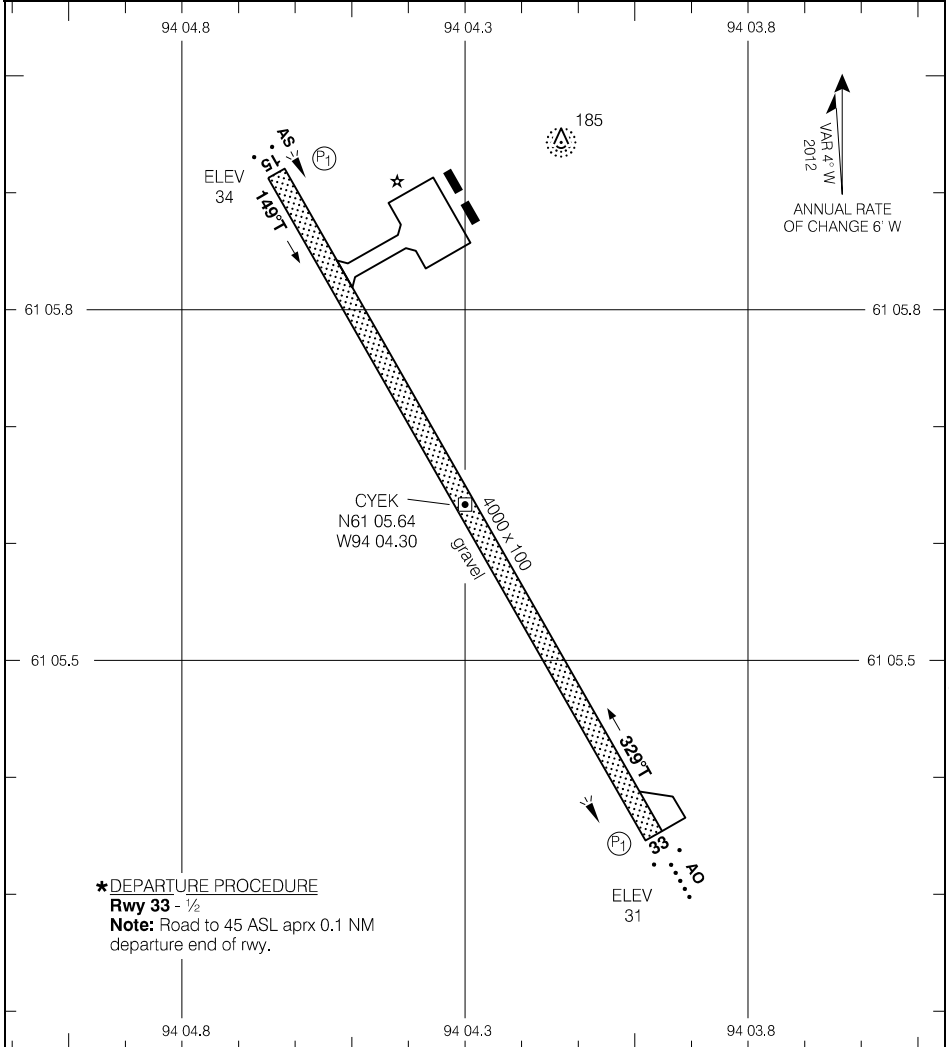 94 04.8
94 04.3
94 03.8
185
VAR 4° W
2012
ANNUAL RATE
OF CHANGE 6' W
AS
P1
15
ELEV
34
149°T
61 05.8
61 05.8
CYEK
N61 05.64
W94 04.30
4000 x 100
gravel
61 05.5
61 05.5
329°T
P1
33
AO
ELEV
31
*DEPARTURE PROCEDURE
Rwy 33 - ½
Note: Road to 45 ASL aprx 0.1 NM
departure end of rwy.
94 04.8
94 04.3
94 03.8